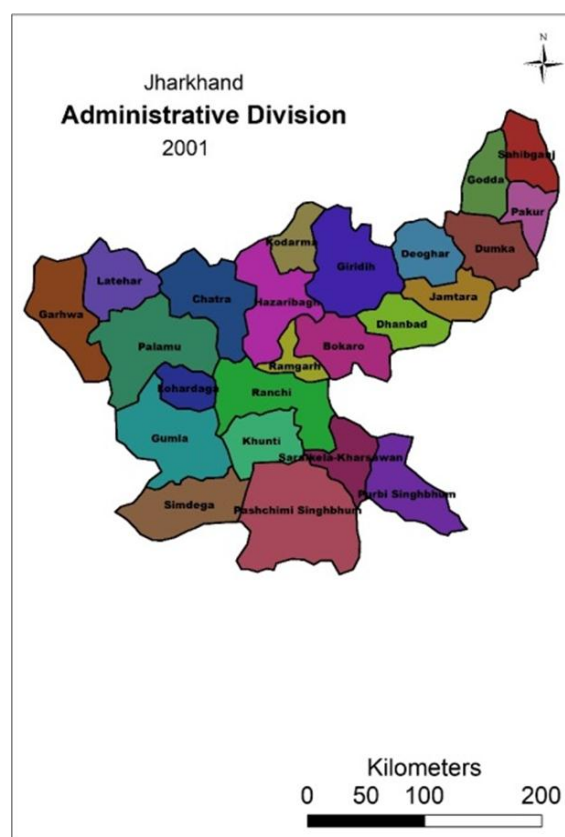 N
Jharkhand
Administrative Division
2001
Sahibganj
Godda
Pakur
Kodarma
Dumka
Giridih
Deoghar
Latehar
Jamtara
Chatra
Hazaribagh
Garhwa
Dhanbad
Palamu
Bokaro
Ramgarh
Lohardaga
Ranchi
Gumla
Khunti
Saraikela-Kharsawan
Purbi Singhbhum
Simdega
Pashchimi Singhbhum
Kilometers
0 50 100 200